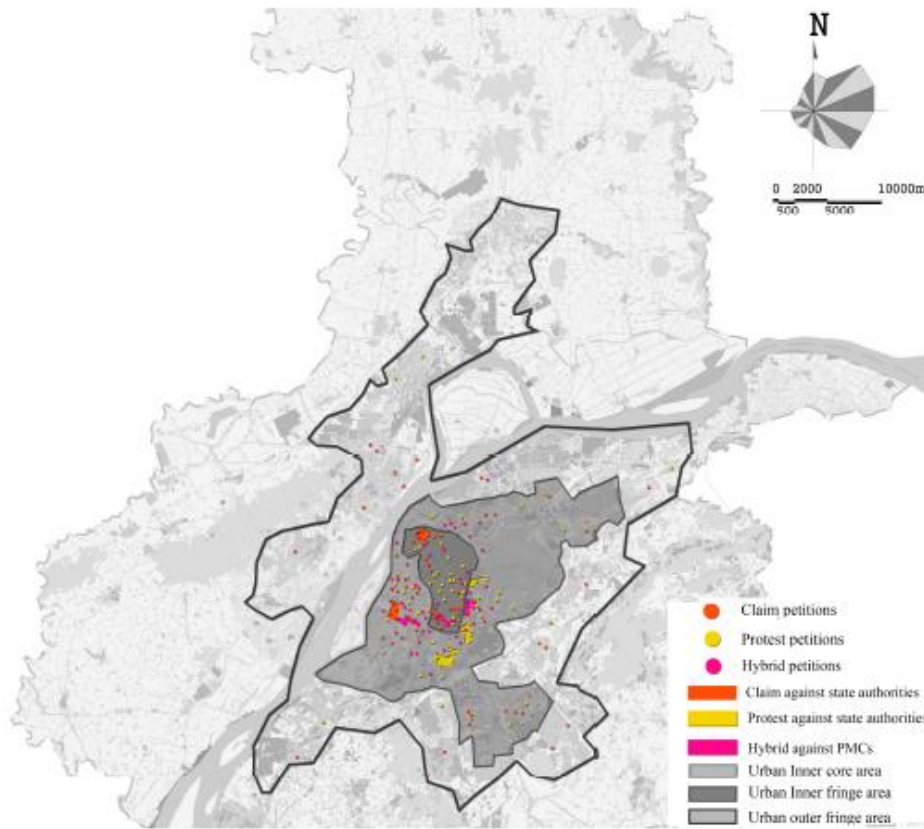 N
0 2000 10000m
500 5000
Claim petitions
Protest petitions
Hybrid petitions
Claim against state authorities
Protest against state authorities
Hybrid against PMCs
Urban Inner core area
Urban Inner fringe area
Urban outer fringe area